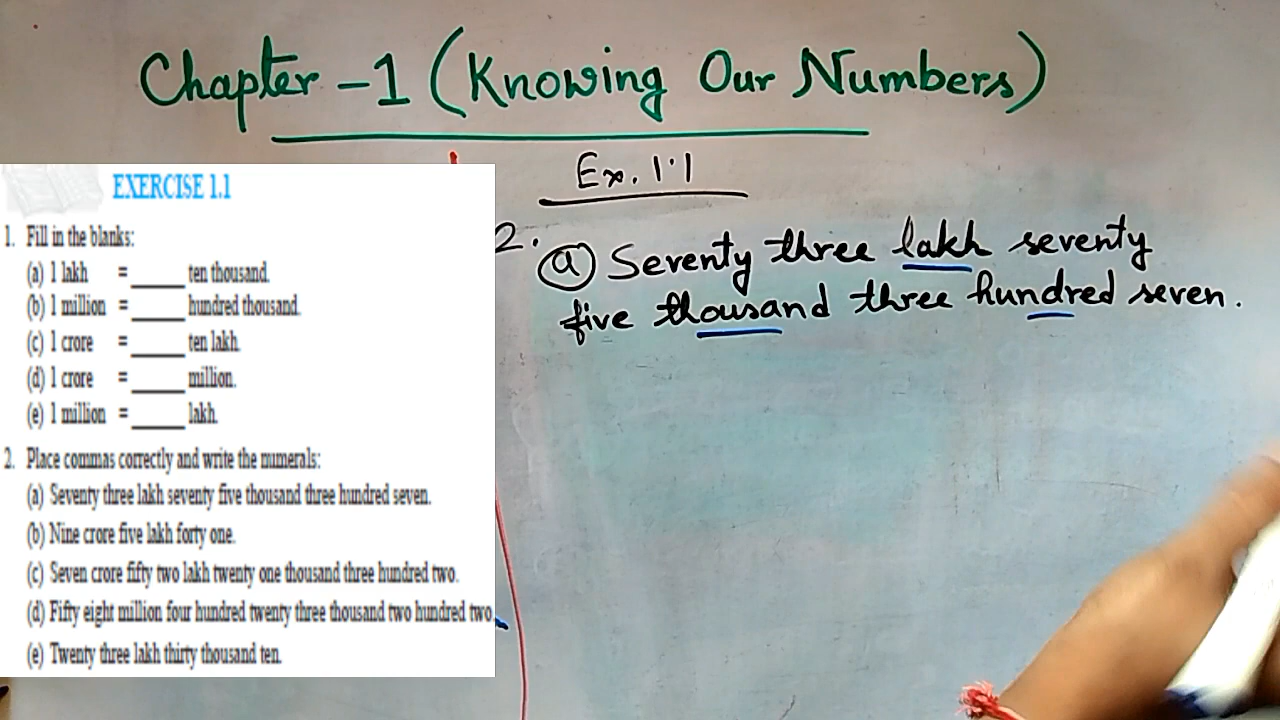 Chapter - 1 (Knowing Our Numbers)
Ex. 1.1
EXERCISE 1.1
1. Fill in the blanks:
(a) 1 lakh = _____ ten thousand.
(b) 1 million = _____ hundred thousand.
(c) 1 crore = _____ ten lakh.
(d) 1 crore = _____ million.
(e) 1 million = _____ lakh.
2. Place commas correctly and write the numerals:
(a) Seventy three lakh seventy five thousand three hundred seven.
(b) Nine crore five lakh forty one.
(c) Seven crore fifty two lakh twenty one thousand three hundred two.
(d) Fifty eight million four hundred twenty three thousand two hundred two.
(e) Twenty three lakh thirty thousand ten.
2. (a) Seventy three lakh seventy
five thousand three hundred seven.